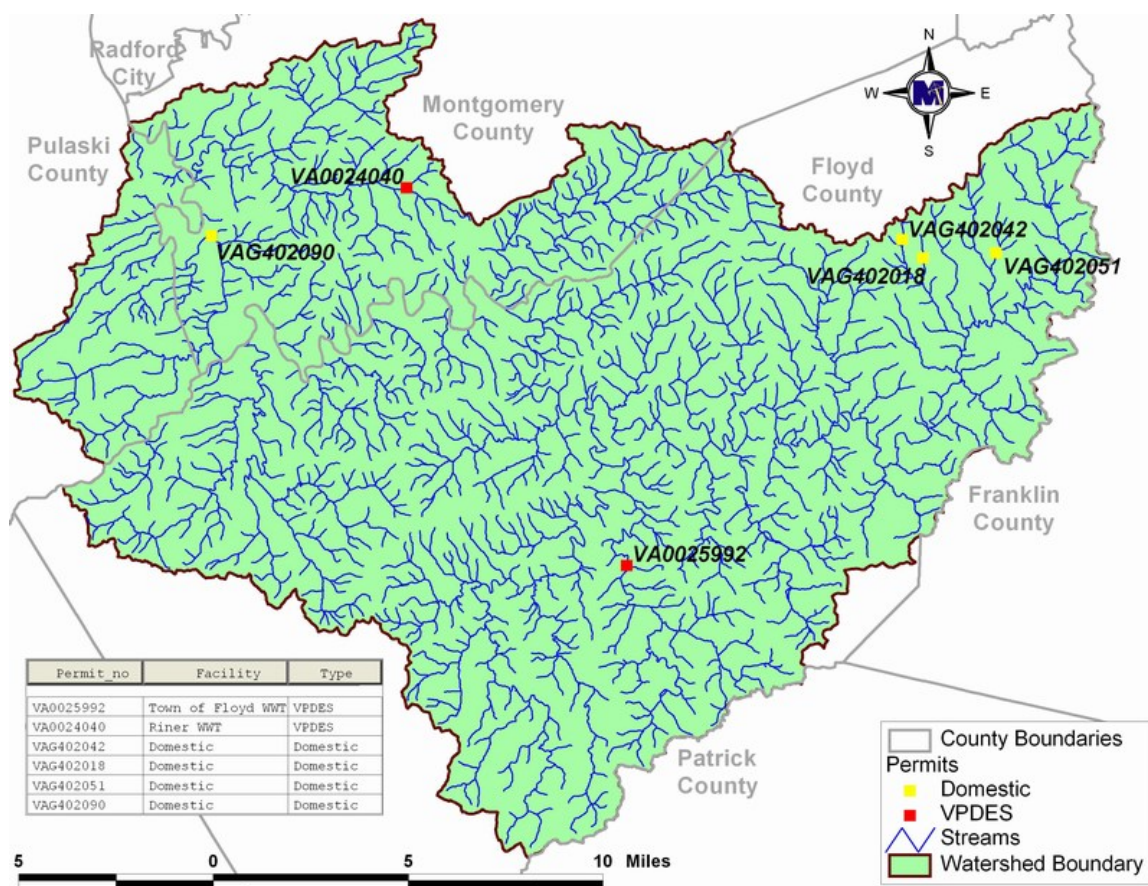 Radford
City
Montgomery
County
Pulaski
County
N
W
M
E
S
Floyd
County
VA0024040
VAG402090
VAG402042
VAG402018
VAG402051
Franklin
County
VA0025992
Patrick
County
Permit_no Facility Type
VA0025992 Town of Floyd WWT VPDES
VA0024040 Riner WWT VPDES
VAG402042 Domestic Domestic
VAG402018 Domestic Domestic
VAG402051 Domestic Domestic
VAG402090 Domestic Domestic
County Boundaries
Permits
Domestic
VPDES
Streams
Watershed Boundary
5 0 5 10 Miles